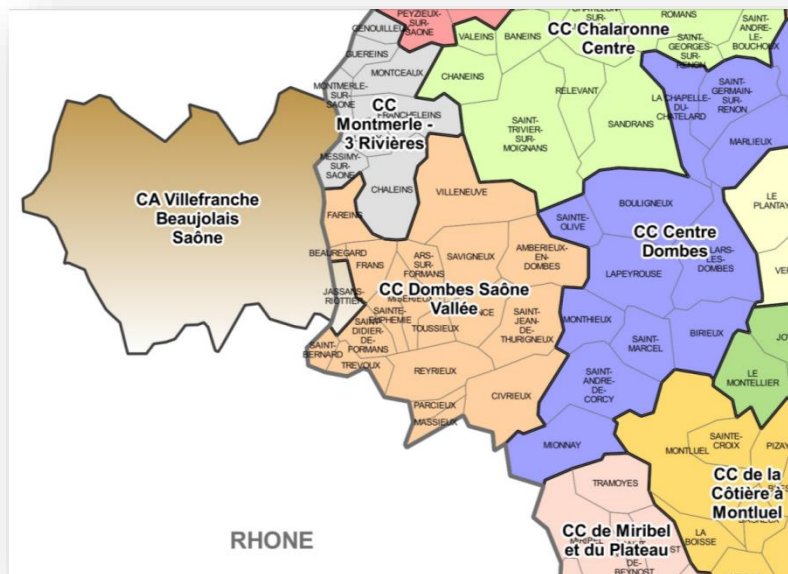 PEYZIEUX-
SUR-
SAONE
GENOUILLEUX
GUEREINS
MONTCEAUX
MONTMERLE-
SUR-
SAONE
CC
Montmerle -
3 Rivières
FRANCHELEINS
MESSIMY-
SUR-
SAONE
CHALEINS
VALEINS
BANEINS
CHATILLON-
SUR-
CC Chalaronne
Centre
ROMANS
SAINT-
ANDRE-
LE-
BOUCHOUX
SAINT-
GEORGES-
SUR-
RENON
CHANEINS
RELEVANT
SAINT-
TRIVIER-
SUR-
MOIGNANS
SANDRANS
LA CHAPELLE-
DU-
CHATELARD
SAINT-
GERMAIN-
SUR-
RENON
MARLIEUX
LE
PLANTAY
CA Villefranche
Beaujolais
Saône
FAREINS
VILLENEUVE
SAINTE-
OLIVE
BOULIGNEUX
CC Centre
Dombes
LARS-
LES-
DOMBES
LAPEYROUSE
BEAUREGARD
FRANS
ARS-
SUR-
FORMANS
SAVIGNEUX
AMBERIEUX-
EN-
DOMBES
JASSANS-
RIOTTIER
CC Dombes Saône
Vallée
MISERIEUX
SAINTE-
EUPHEMIE
TOUSSIEUX
SAINT-
JEAN-
DE-
THURIGNEUX
SAINT-
DIDIER-
DE-
FORMANS
SAINT-
BERNARD
TREVOUX
REYRIEUX
PARCIEUX
MASSIEUX
CIVRIEUX
MONTHIEUX
SAINT-
MARCEL
BIRIEUX
SAINT-
ANDRE-
DE-
CORCY
MIONNAY
LE
MONTELLIER
MONTLUEL
SAINTE-
CROIX
PIZAY
CC de la
Côtière à
Montluel
LA
BOISSE
TRAMOYES
CC de Miribel
et du Plateau
MIRIBEL
DE-
BEYNOST
RHONE